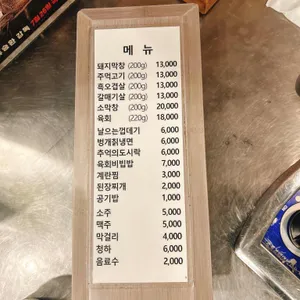 메 뉴
돼지막창 (200g) 13,000
주먹고기 (200g) 13,000
흑오겹살 (200g) 13,000
갈매기살 (200g) 13,000
소막창 (200g) 20,000
육회 (220g) 18,000
날으는껍데기 6,000
벙개칡냉면 6,000
추억의도시락 6,000
육회비빔밥 7,000
계란찜 3,000
된장찌개 2,000
공기밥 1,000
소주 5,000
맥주 5,000
막걸리 4,000
청하 6,000
음료수 2,000